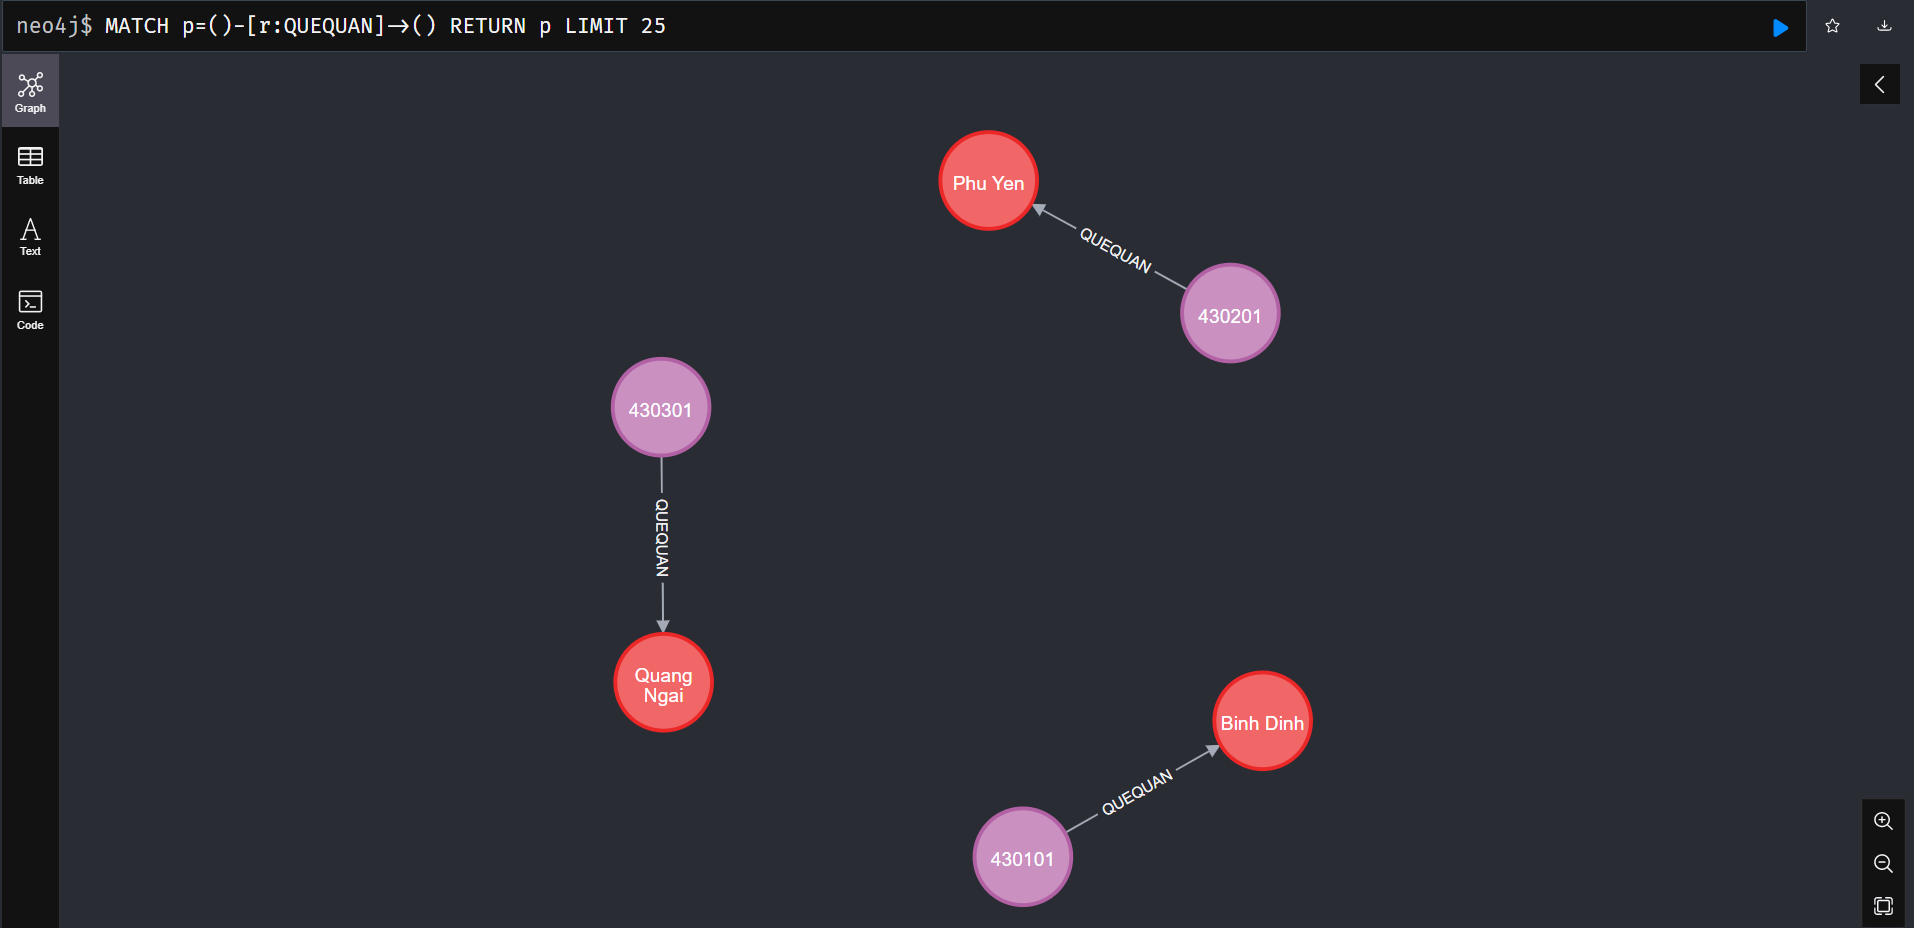 neo4j$ MATCH p=()-[r:QUEQUAN]->() RETURN p LIMIT 25
Graph
Table
Text
Code
Phu Yen
QUEQUAN
430201
430301
QUEQUAN
Quang
Ngai
Binh Dinh
QUEQUAN
430101